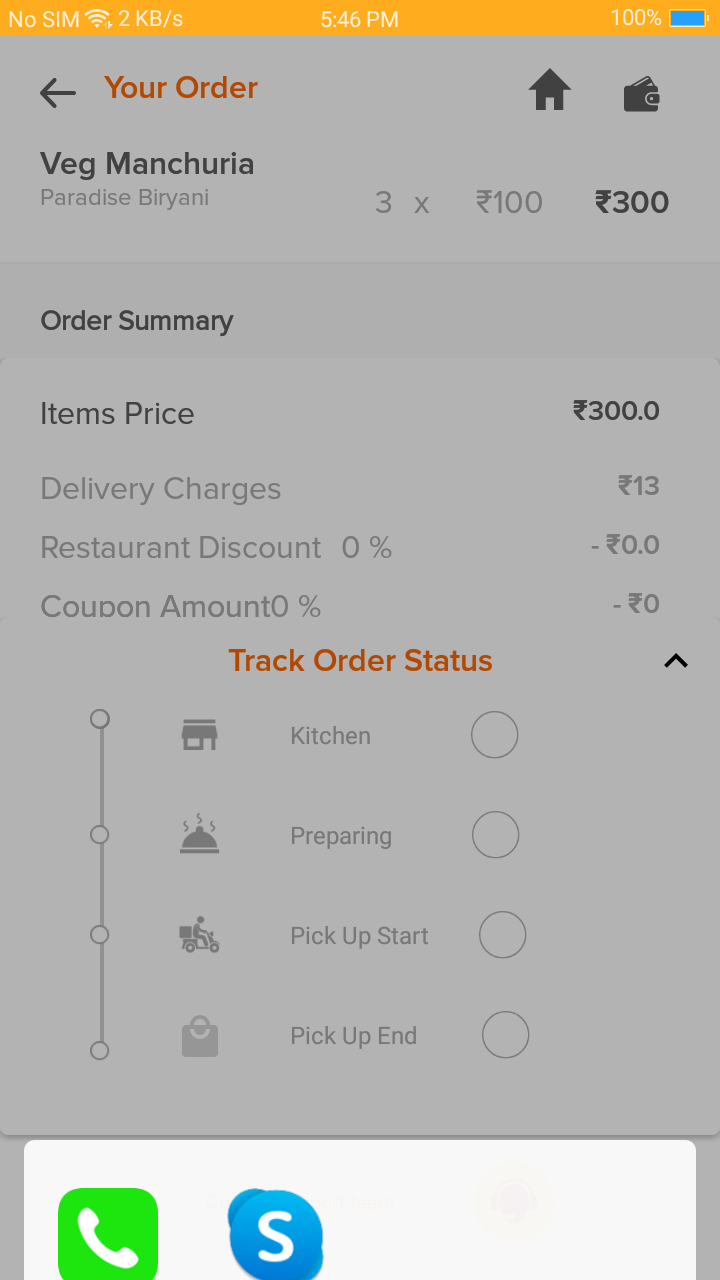 No SIM 2 KB/s 5:46 PM 100%
Your Order
Veg Manchuria
Paradise Biryani
3 x ₹100 ₹300
Order Summary
Items Price ₹300.0
Delivery Charges ₹13
Restaurant Discount 0 % - ₹0.0
Coupon Amount0 % - ₹0
Track Order Status
Kitchen
Preparing
Pick Up Start
Pick Up End
S